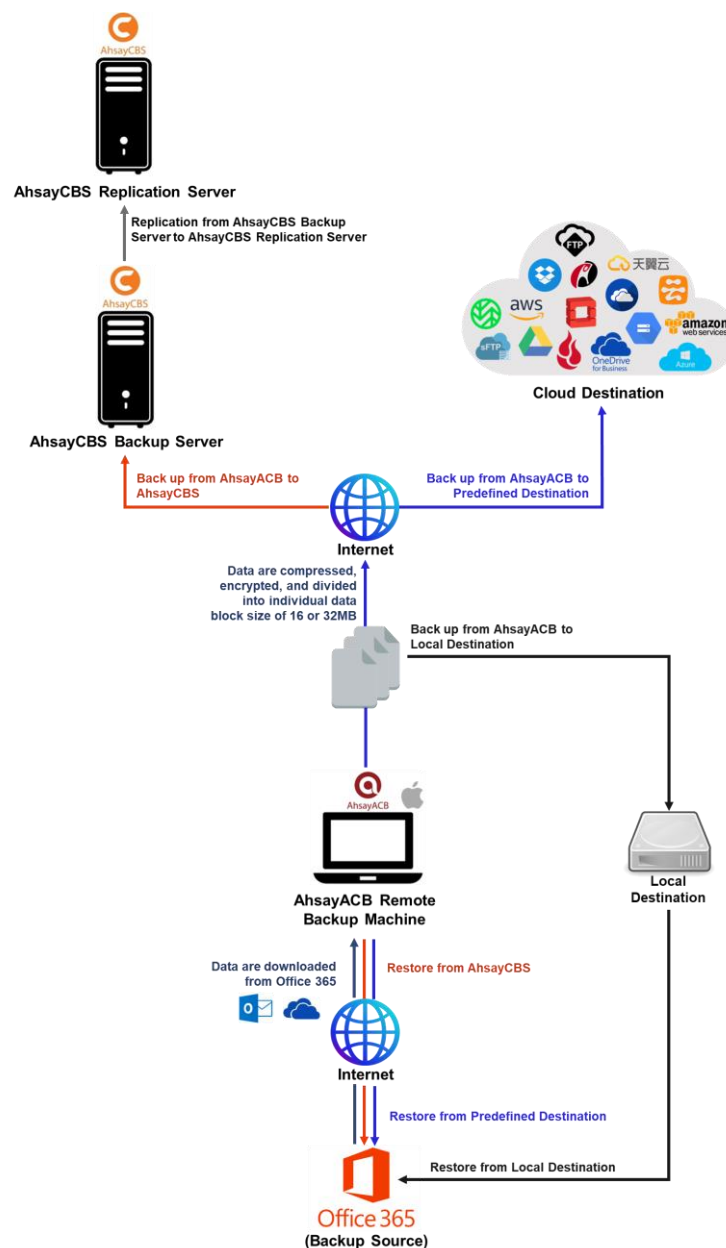 AhsayCBS
AhsayCBS Replication Server
Replication from AhsayCBS Backup
Server to AhsayCBS Replication Server
AhsayCBS
AhsayCBS Backup Server
FTP
天翼云
aws
amazon
web services
sFTP
OneDrive
for Business
Azure
Cloud Destination
Back up from AhsayACB to
AhsayCBS
Back up from AhsayACB to
Predefined Destination
Internet
Data are compressed,
encrypted, and divided
into individual data
block size of 16 or 32MB
Back up from AhsayACB to
Local Destination
AhsayACB
AhsayACB Remote
Backup Machine
Local
Destination
Data are downloaded
from Office 365
Restore from AhsayCBS
Internet
Restore from Predefined Destination
Restore from Local Destination
Office 365
(Backup Source)